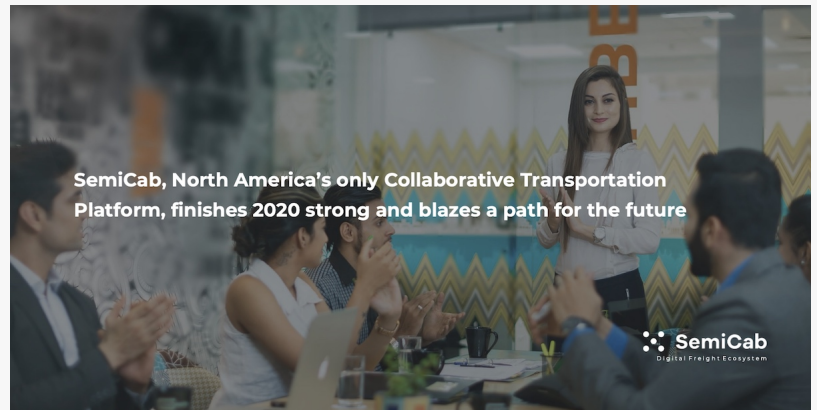 SemiCab, North America's only Collaborative Transportation
Platform, finishes 2020 strong and blazes a path for the future
SemiCab
Digital Freight Ecosystem